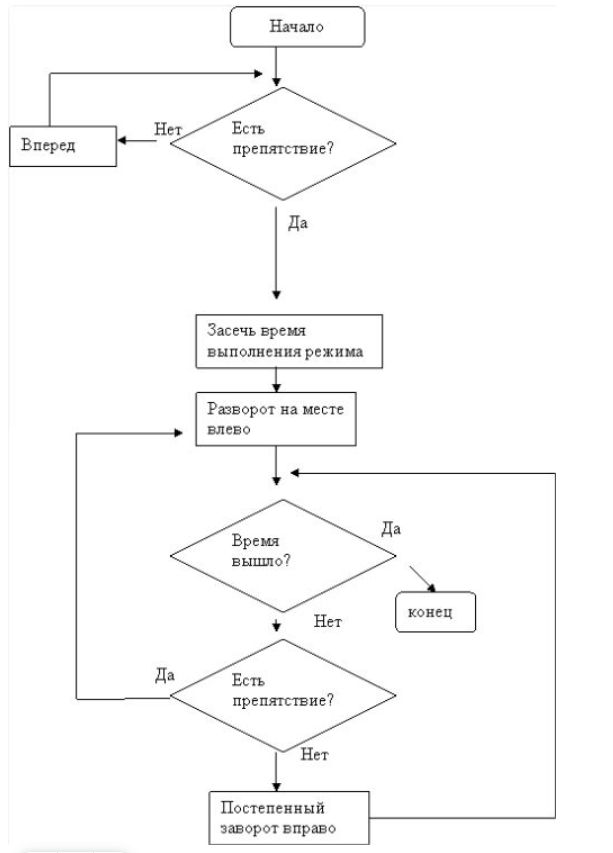 Начало
Нет
Есть
препятствие?
Вперед
Да
Засечь время
выполнения режима
Разворот на месте
влево
Да
Время
вышло?
конец
Нет
Да
Есть
препятствие?
Нет
Постепенный
заворот вправо